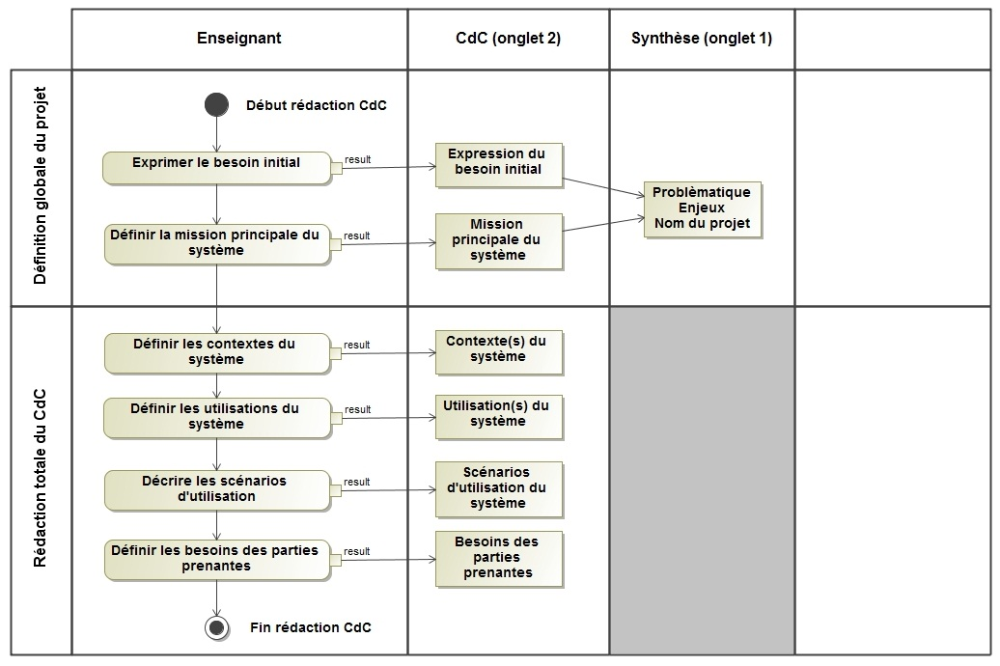 Enseignant
CdC (onglet 2)
Synthèse (onglet 1)
Définition globale du projet
Début rédaction CdC
Exprimer le besoin initial
result
Expression du
besoin initial
Problèmatique
Enjeux
Nom du projet
Définir la mission principale du
système
result
Mission
principale du
système
Rédaction totale du CdC
Définir les contextes du
système
result
Contexte(s) du
système
Définir les utilisations du
système
result
Utilisation(s) du
système
Décrire les scénarios
d'utilisation
result
Scénarios
d'utilisation du
système
Définir les besoins des parties
prenantes
result
Besoins des
parties
prenantes
Fin rédaction CdC